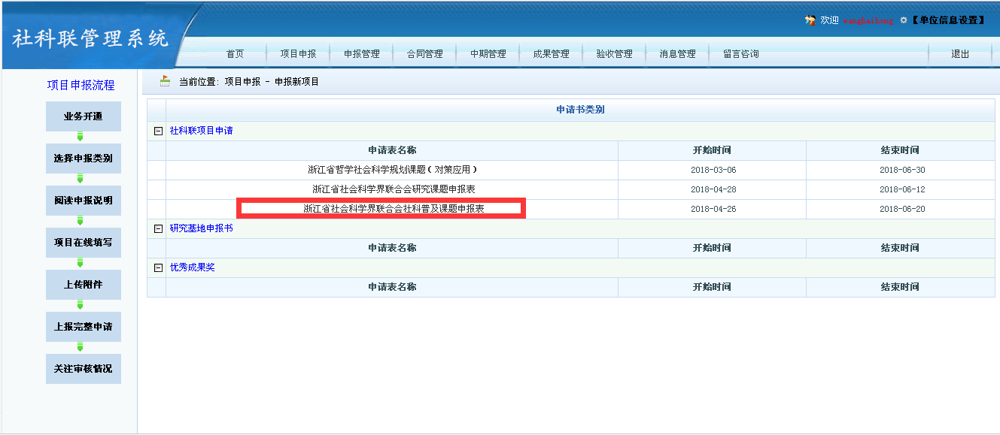 社科联管理系统
欢迎 wanghaihong 【单位信息设置】
首页 项目申报 申报管理 合同管理 中期管理 成果管理 验收管理 消息管理 留言咨询 退出
项目申报流程
业务开通
选择申报类别
阅读申报说明
项目在线填写
上传附件
上报完整申请
关注审核情况
当前位置: 项目申报 - 申报新项目
申请书类别
社科联项目申请
申请表名称 开始时间 结束时间
浙江省哲学社会科学规划课题（对策应用） 2018-03-06 2018-06-30
浙江省社会科学界联合会研究课题申报表 2018-04-28 2018-06-12
浙江省社会科学界联合会社科普及课题申报表 2018-04-26 2018-06-20
研究基地申报书
申请表名称 开始时间 结束时间
优秀成果奖
申请表名称 开始时间 结束时间